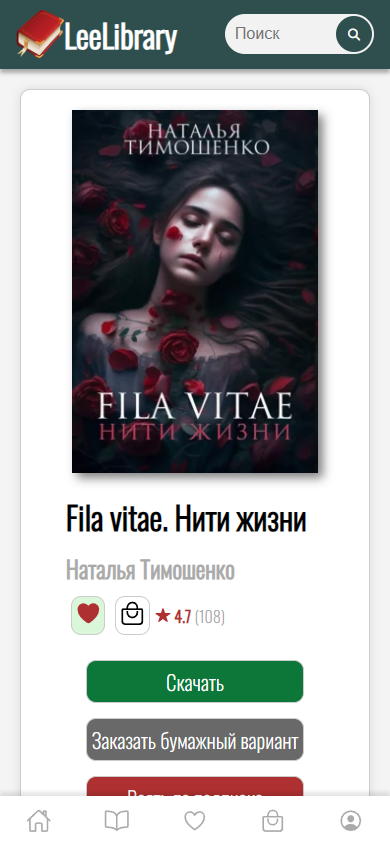 LeeLibrary
Поиск
НАТАЛЬЯ
ТИМОШЕНКО
FILA VITAE
НИТИ ЖИЗНИ
Fila vitae. Нити жизни
Наталья Тимошенко
4.7 (108)
Скачать
Заказать бумажный вариант